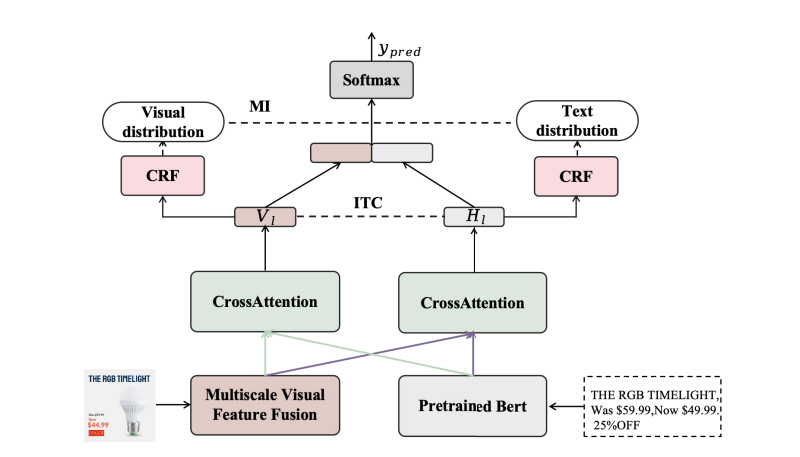 y_pred
Softmax
Visual
distribution
MI
Text
distribution
CRF
CRF
V_l
ITC
H_l
CrossAttention
CrossAttention
THE RGB TIMELIGHT
$44.99
Multiscale Visual
Feature Fusion
Pretrained Bert
THE RGB TIMELIGHT,
Was $59.99,Now $49.99.
25%OFF